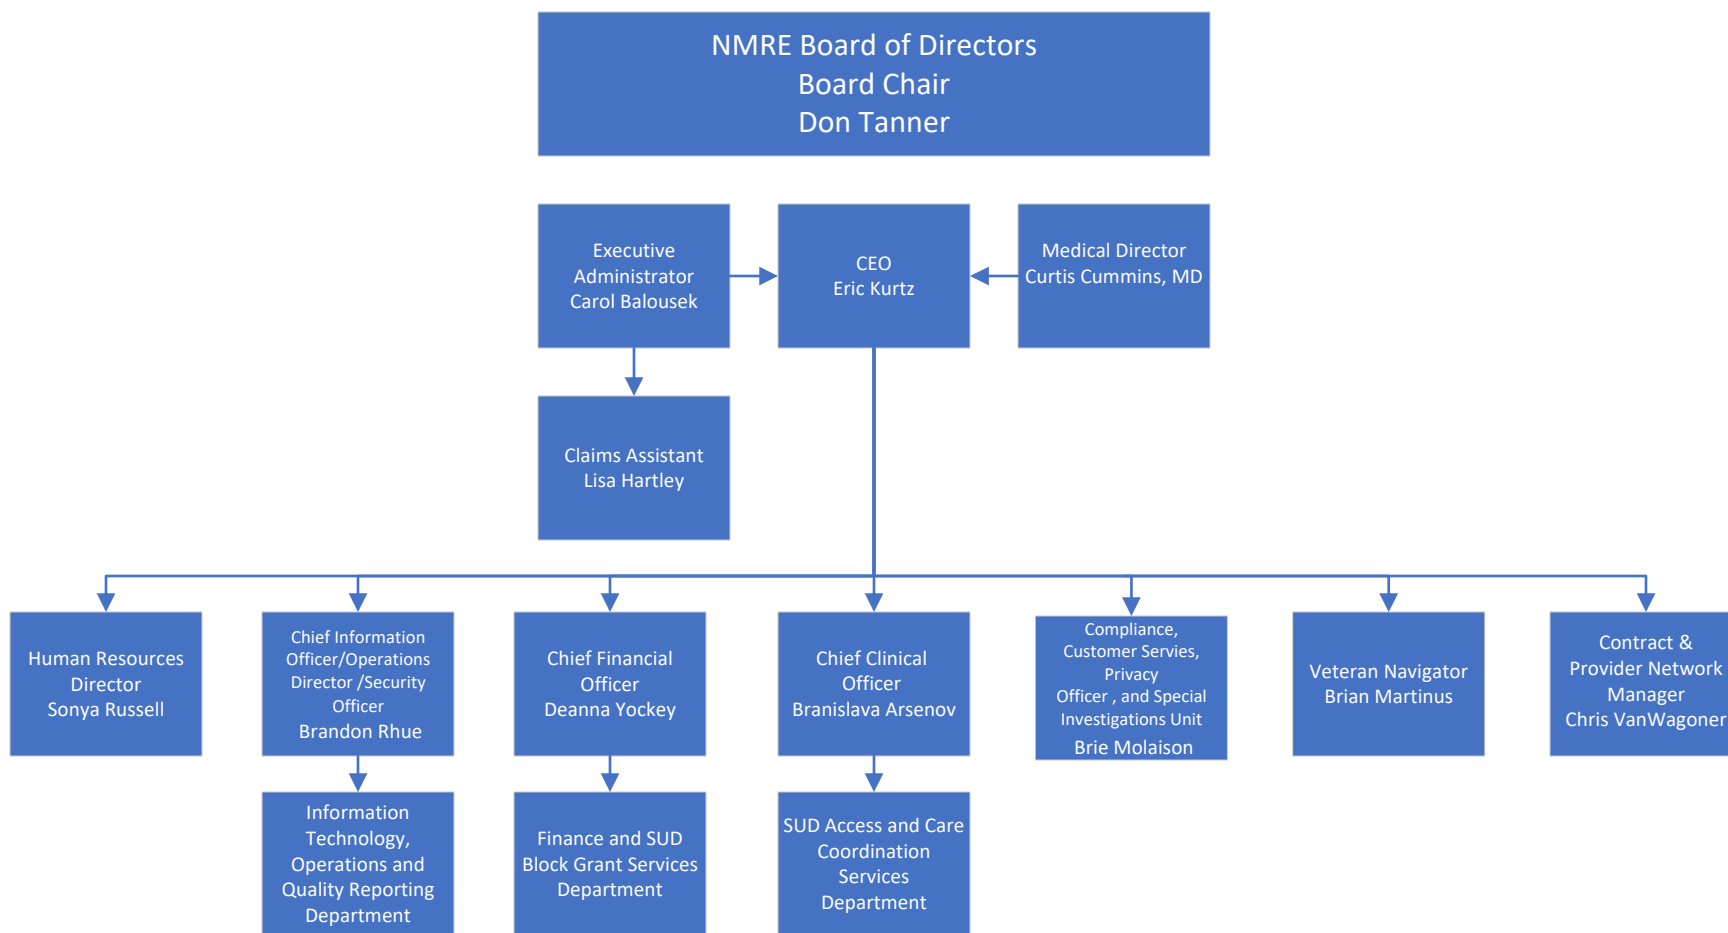 NMRE Board of Directors
Board Chair
Don Tanner
Executive
Administrator
Carol Balousek
CEO
Eric Kurtz
Medical Director
Curtis Cummins, MD
Claims Assistant
Lisa Hartley
Human Resources
Director
Sonya Russell
Chief Information
Officer/Operations
Director /Security
Officer
Brandon Rhue
Chief Financial
Officer
Deanna Yockey
Chief Clinical
Officer
Branislava Arsenov
Compliance,
Customer Servies,
Privacy
Officer , and Special
Investigations Unit
Brie Molaison
Veteran Navigator
Brian Martinus
Contract &
Provider Network
Manager
Chris VanWagoner
Information
Technology,
Operations and
Quality Reporting
Department
Finance and SUD
Block Grant Services
Department
SUD Access and Care
Coordination
Services
Department